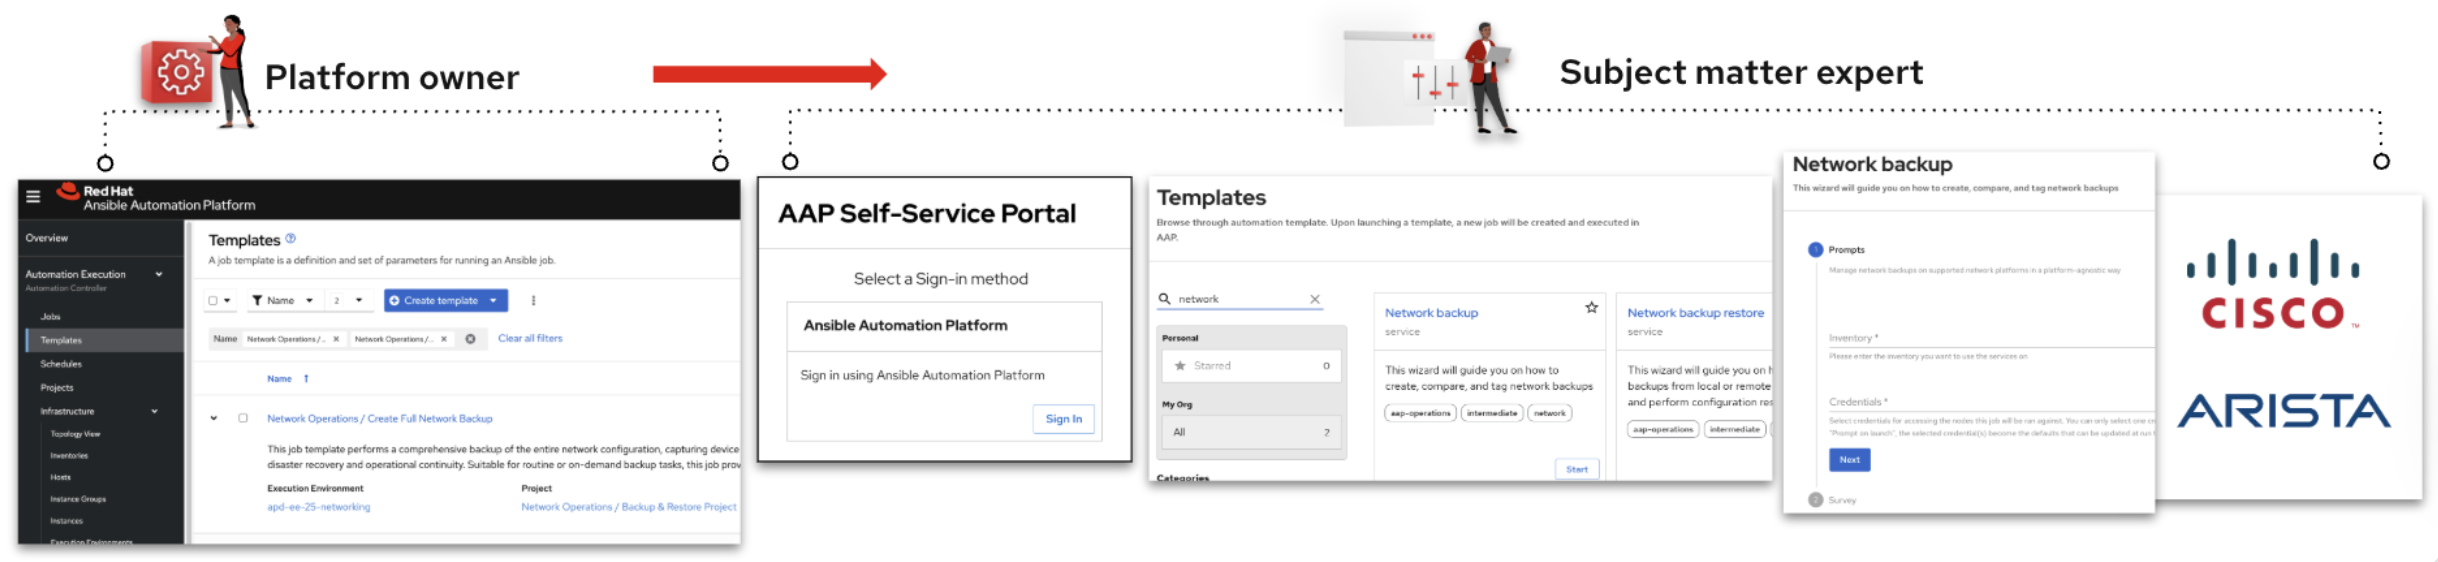 Platform owner
Subject matter expert
Red Hat
Ansible Automation Platform
Overview
Automation Execution
Automation Controller
Jobs
Templates
Schedules
Projects
Infrastructure
Topology View
Inventories
Hosts
Instance Groups
Instances
Execution Environments
Templates
A job template is a definition and set of parameters for running an Ansible job.
Name
2
Create template
Name
Network Operations /...
Network Operations /...
Clear all filters
Name
Network Operations / Create Full Network Backup
This job template performs a comprehensive backup of the entire network configuration, capturing device
disaster recovery and operational continuity. Suitable for routine or on-demand backup tasks, this job prov
Execution Environment
Project
apd-ee-25-networking
Network Operations / Backup & Restore Project
AAP Self-Service Portal
Select a Sign-in method
Ansible Automation Platform
Sign in using Ansible Automation Platform
Sign In
Templates
Browse through automation template. Upon launching a template, a new job will be created and executed in
AAP.
network
Personal
Starred 0
My Org
All 2
Categories
Network backup
service
This wizard will guide you on how to
create, compare, and tag network backups
aap-operations
intermediate
network
Start
Network backup restore
service
This wizard will guide you on h
backups from local or remote
and perform configuration res
aap-operations
intermediate
Network backup
This wizard will guide you on how to create, compare, and tag network backups
1 Prompts
Manage network backups on supported network platforms in a platform-agnostic way
Inventory *
Please enter the inventory you want to use the services on
Credentials *
Select credentials for accessing the nodes this job will be ran against. You can only select one cr
"Prompt on launch", the selected credential(s) become the defaults that can be updated at run t
Next
2 Survey
CISCO
TM
ARISTA